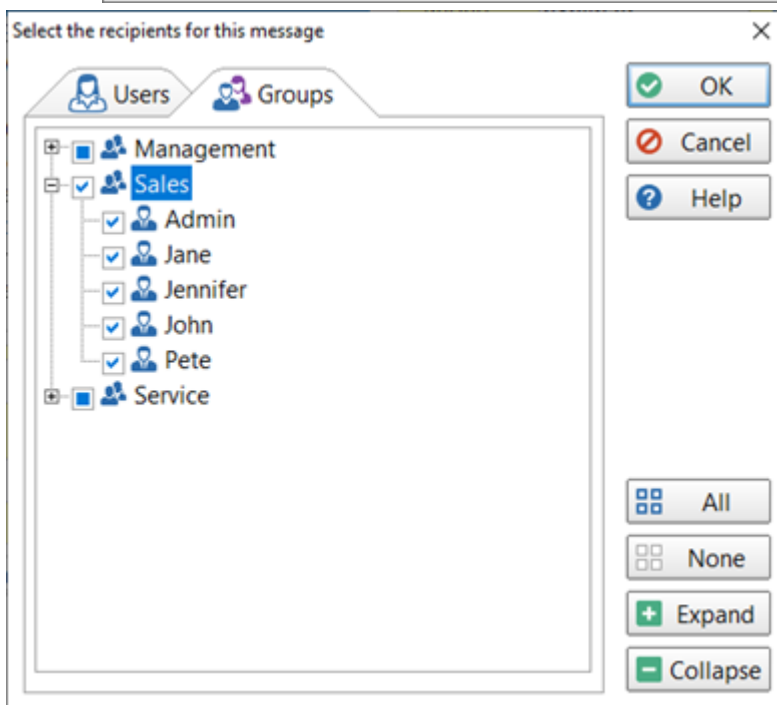 Select the recipients for this message
Users
Groups
OK
Management
Cancel
Sales
Help
Admin
Jane
Jennifer
John
Pete
Service
All
None
Expand
Collapse